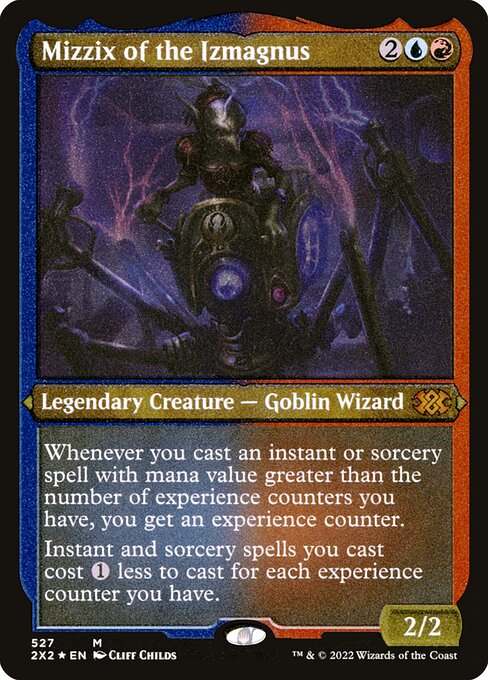 Mizzix of the Izmagnus 2
Legendary Creature — Goblin Wizard
Whenever you cast an instant or sorcery
spell with mana value greater than the
number of experience counters you
have, you get an experience counter.
Instant and sorcery spells you cast
cost 1 less to cast for each experience
counter you have.
2/2
527 M
2X2 ★ EN Cliff Childs
™ & © 2022 Wizards of the Coast